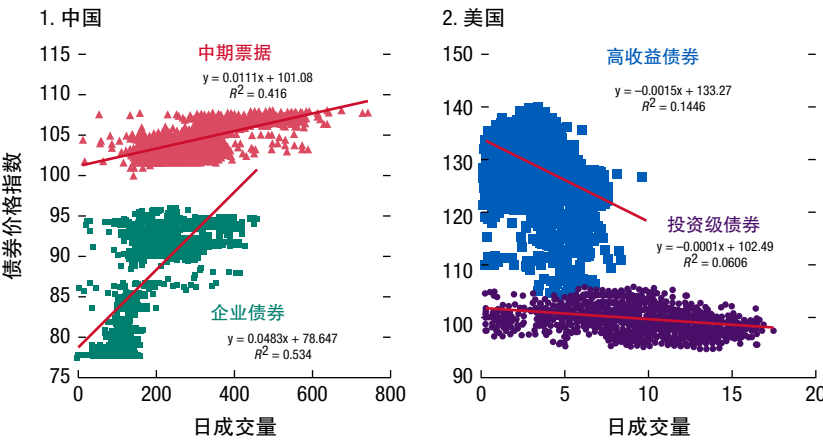 1. 中国
债券价格指数
115
110
105
100
95
90
85
80
75
中期票据
y = 0.0111x + 101.08
R² = 0.416
企业债券
y = 0.0483x + 78.647
R² = 0.534
0 200 400 600 800
日成交量
2. 美国
150
140
130
120
110
100
90
高收益债券
y = –0.0015x + 133.27
R² = 0.1446
投资级债券
y = –0.0001x + 102.49
R² = 0.0606
0 5 10 15 20
日成交量